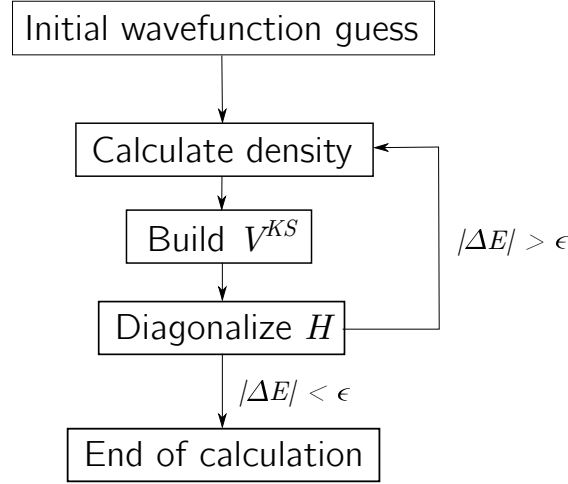 Initial wavefunction guess
Calculate density
Build V^{KS}
|ΔE| > ϵ
Diagonalize H
|ΔE| < ϵ
End of calculation